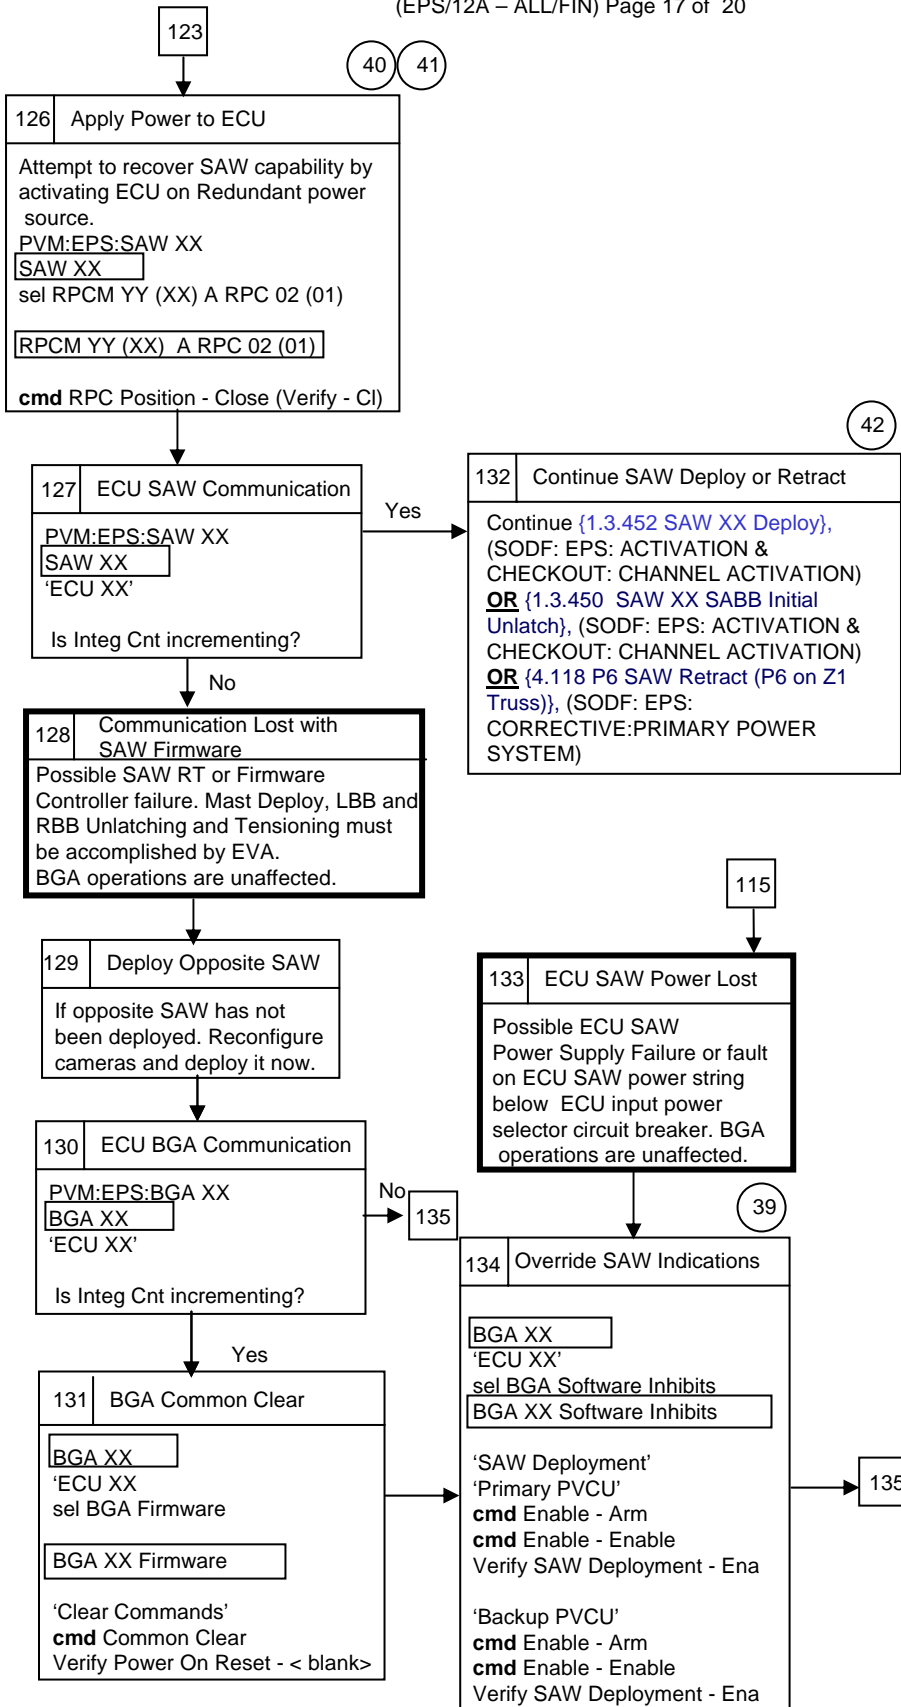 (EPS/12A – ALL/FIN) Page 17 of 20
123
40
41
126 Apply Power to ECU
Attempt to recover SAW capability by
activating ECU on Redundant power
source.
PVM:EPS:SAW XX
SAW XX
sel RPCM YY (XX) A RPC 02 (01)
RPCM YY (XX) A RPC 02 (01)
cmd RPC Position - Close (Verify - Cl)
127 ECU SAW Communication
PVM:EPS:SAW XX
SAW XX
‘ECU XX’
Is Integ Cnt incrementing?
Yes
No
42
132 Continue SAW Deploy or Retract
Continue {1.3.452 SAW XX Deploy},
(SODF: EPS: ACTIVATION &
CHECKOUT: CHANNEL ACTIVATION)
OR {1.3.450 SAW XX SABB Initial
Unlatch}, (SODF: EPS: ACTIVATION &
CHECKOUT: CHANNEL ACTIVATION)
OR {4.118 P6 SAW Retract (P6 on Z1
Truss)}, (SODF: EPS:
CORRECTIVE:PRIMARY POWER
SYSTEM)
128 Communication Lost with
SAW Firmware
Possible SAW RT or Firmware
Controller failure. Mast Deploy, LBB and
RBB Unlatching and Tensioning must
be accomplished by EVA.
BGA operations are unaffected.
129 Deploy Opposite SAW
If opposite SAW has not
been deployed. Reconfigure
cameras and deploy it now.
130 ECU BGA Communication
PVM:EPS:BGA XX
BGA XX
‘ECU XX’
Is Integ Cnt incrementing?
No
135
Yes
131 BGA Common Clear
BGA XX
‘ECU XX
sel BGA Firmware
BGA XX Firmware
‘Clear Commands’
cmd Common Clear
Verify Power On Reset - < blank>
115
133 ECU SAW Power Lost
Possible ECU SAW
Power Supply Failure or fault
on ECU SAW power string
below ECU input power
selector circuit breaker. BGA
operations are unaffected.
39
134 Override SAW Indications
BGA XX
‘ECU XX’
sel BGA Software Inhibits
BGA XX Software Inhibits
‘SAW Deployment’
‘Primary PVCU’
cmd Enable - Arm
cmd Enable - Enable
Verify SAW Deployment - Ena
‘Backup PVCU’
cmd Enable - Arm
cmd Enable - Enable
Verify SAW Deployment - Ena
135